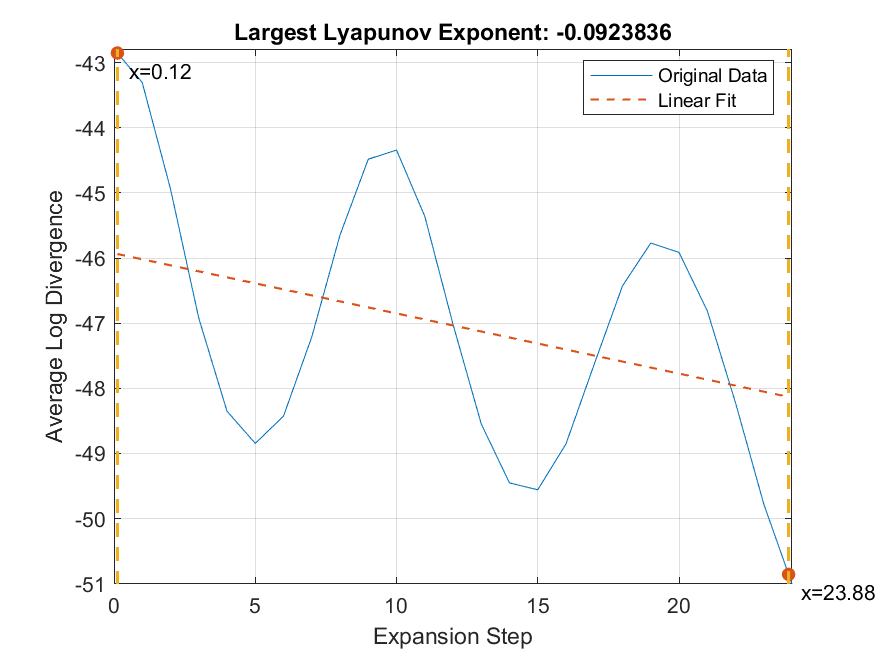 Largest Lyapunov Exponent: -0.0923836
-43
x=0.12
Original Data
Linear Fit
-44
-45
-46
-47
-48
-49
-50
-51
Average Log Divergence
0
5
10
15
20
x=23.88
Expansion Step